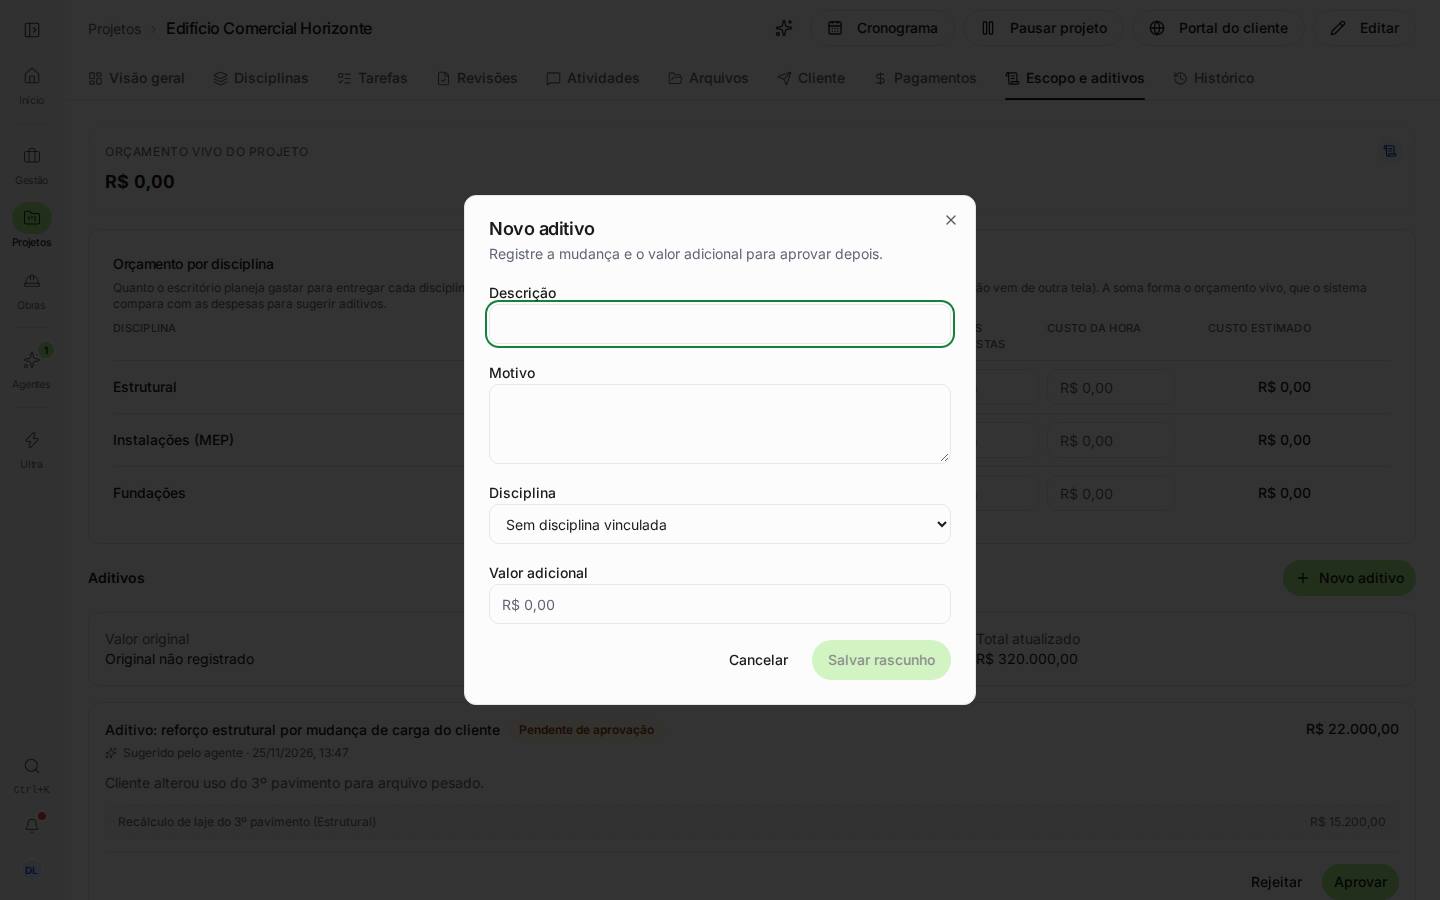 Projetos
Edifício Comercial Horizonte
Cronograma
Pausar projeto
Portal do cliente
Editar
Visão geral
Disciplinas
Tarefas
Revisões
Atividades
Arquivos
Cliente
Pagamentos
Escopo e aditivos
Histórico
Início
Gestão
Projetos
Obras
1
Agentes
Ultra
Ctrl+K
DL
ORÇAMENTO VIVO DO PROJETO
R$ 0,00
Orçamento por disciplina
Quanto o escritório planeja gastar para entregar cada disciplin
ão vem de outra tela). A soma forma o orçamento vivo, que o sistema
compara com as despesas para sugerir aditivos.
DISCIPLINA
S
STAS
CUSTO DA HORA
CUSTO ESTIMADO
Estrutural
R$ 0,00
R$ 0,00
Instalações (MEP)
R$ 0,00
R$ 0,00
Fundações
R$ 0,00
R$ 0,00
Novo aditivo
Registre a mudança e o valor adicional para aprovar depois.
Descrição
Motivo
Disciplina
Sem disciplina vinculada
Valor adicional
R$ 0,00
Cancelar
Salvar rascunho
Aditivos
Novo aditivo
Valor original
Original não registrado
Total atualizado
R$ 320.000,00
Aditivo: reforço estrutural por mudança de carga do cliente
Pendente de aprovação
R$ 22.000,00
Sugerido pelo agente · 25/11/2026, 13:47
Cliente alterou uso do 3º pavimento para arquivo pesado.
Recálculo de laje do 3º pavimento (Estrutural)
R$ 15.200,00
Rejeitar
Aprovar